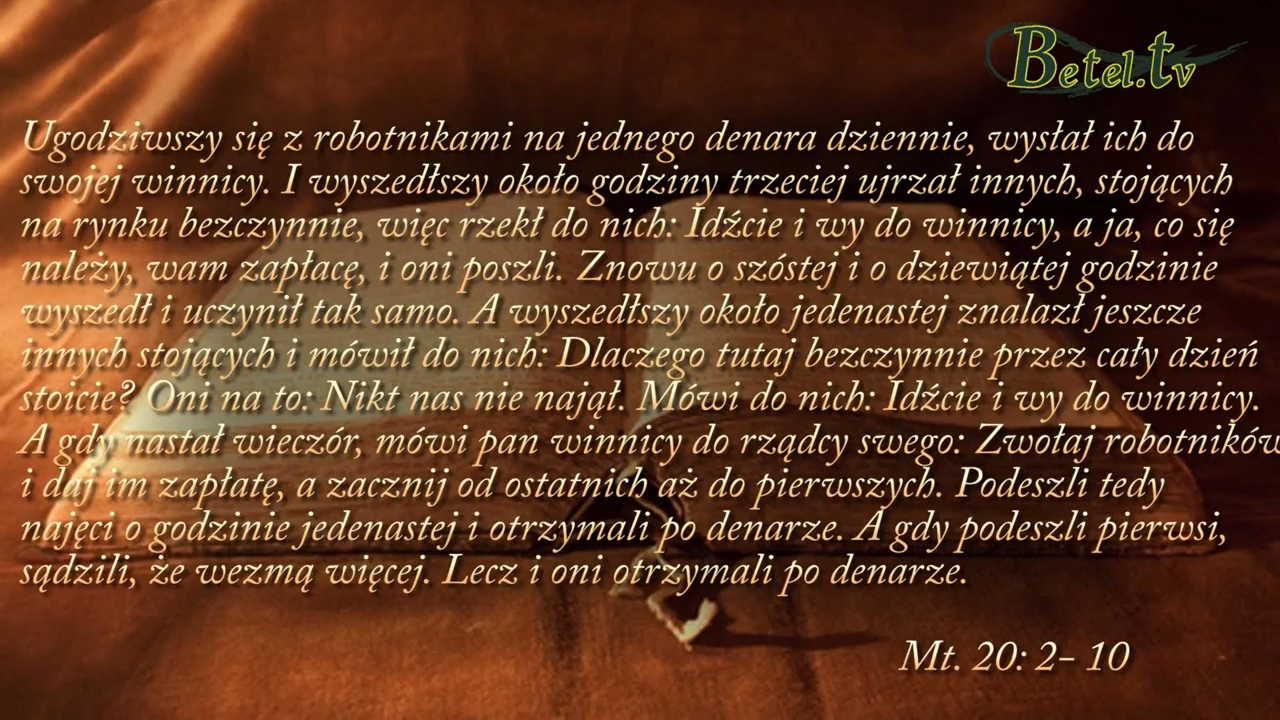 Betel.tv
Ugodziwszy się z robotnikami na jednego denara dziennie, wysłał ich do
swojej winnicy. I wyszedłszy około godziny trzeciej ujrzał innych, stojących
na rynku bezczynnie, więc rzekł do nich: Idźcie i wy do winnicy, a ja, co się
należy, wam zapłacę, i oni poszli. Znowu o szóstej i o dziewiątej godzinie
wyszedł i uczynił tak samo. A wyszedłszy około jedenastej znalazł jeszcze
innych stojących i mówił do nich: Dlaczego tutaj bezczynnie przez cały dzień
stoicie? Oni na to: Nikt nas nie najął. Mówi do nich: Idźcie i wy do winnicy.
A gdy nastał wieczór, mówi pan winnicy do rządcy swego: Zwołaj robotników
i daj im zapłatę, a zacznij od ostatnich aż do pierwszych. Podeszli tedy
najęci o godzinie jedenastej i otrzymali po denarze. A gdy podeszli pierwsi,
sądzili, że wezmą więcej. Lecz i oni otrzymali po denarze.
Mt. 20: 2- 10